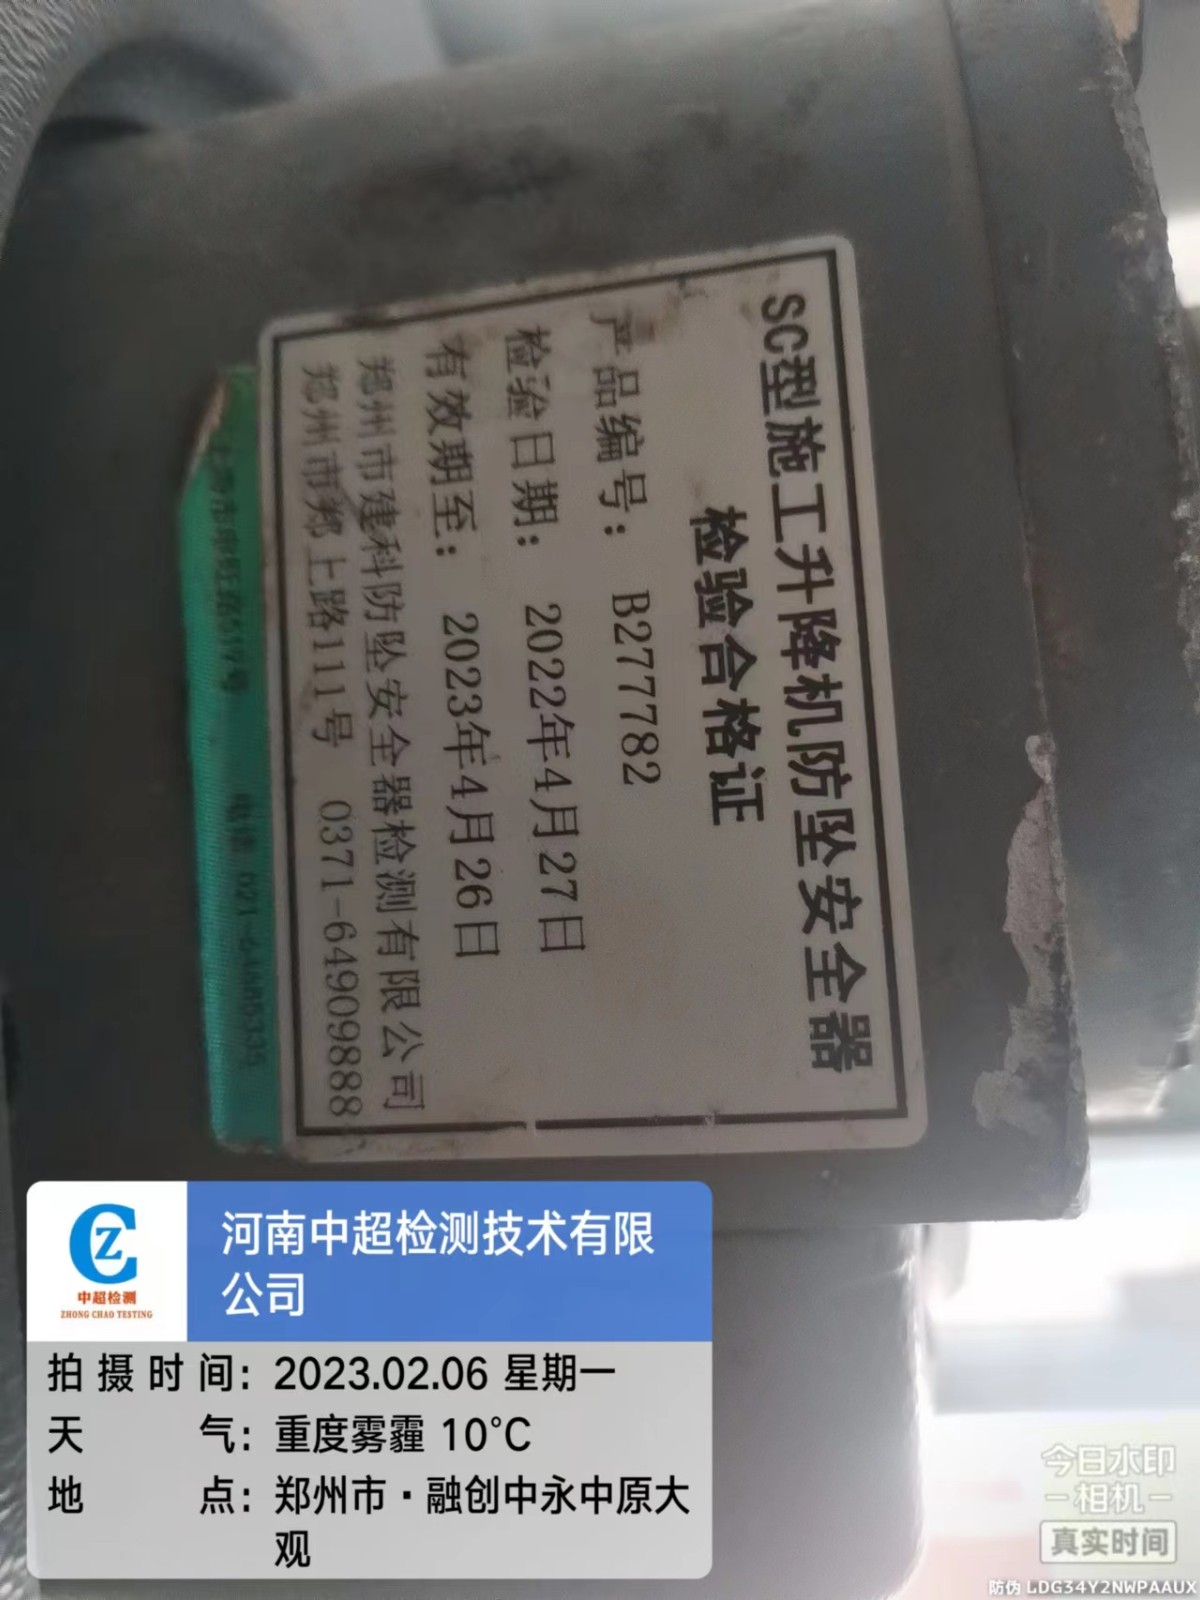 SC型施工升降机防坠安全器
检验合格证
产品编号: B277782
检验日期: 2022年4月27日
有效期至: 2023年4月26日
郑州市建科防坠安全器检测有限公司
郑州市郑上路111号 0371-64909888
CZ
中超检测
ZHONG CHAO TESTING
河南中超检测技术有限
公司
拍摄时间: 2023.02.06 星期一
天气: 重度雾霾 10°C
地点: 郑州市·融创中永中原大
观
今日水印
相机
真实时间
防伪 LDG34Y2NWPAAUX